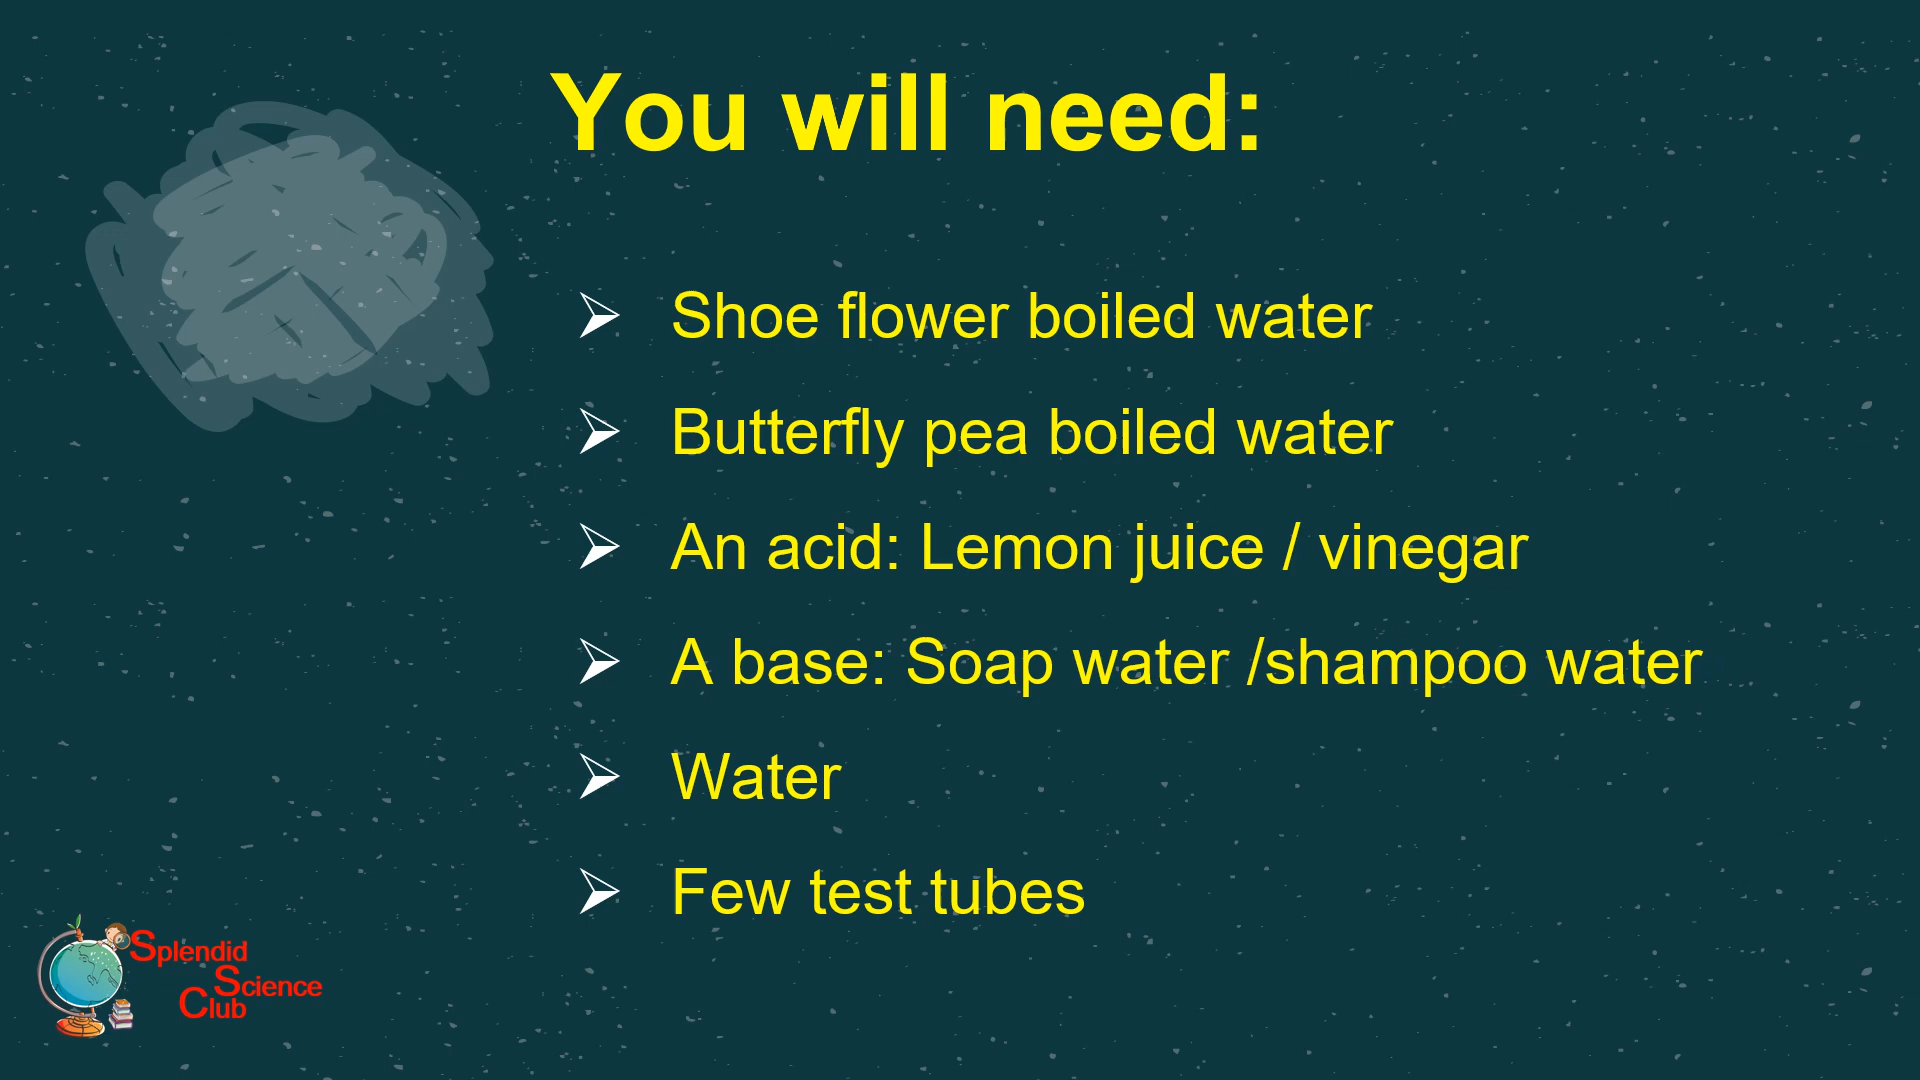 You will need:
Shoe flower boiled water
Butterfly pea boiled water
An acid: Lemon juice / vinegar
A base: Soap water /shampoo water
Water
Few test tubes
Splendid
Science
Club